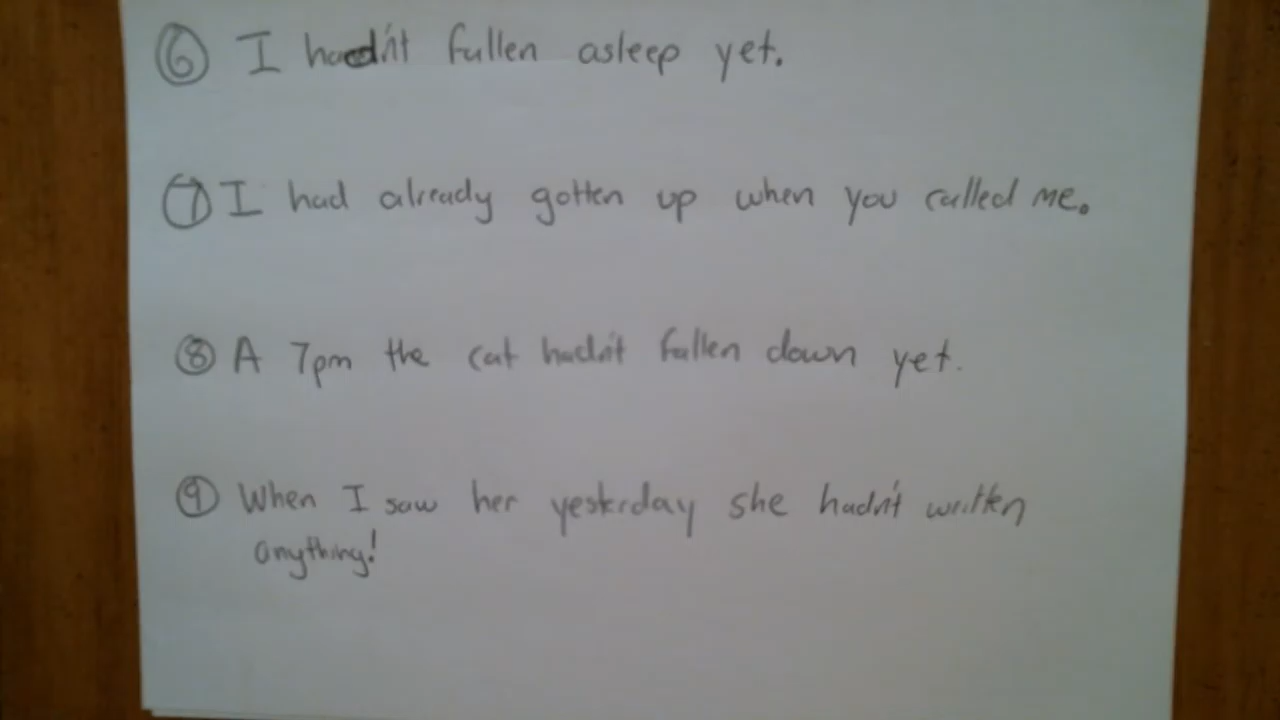 ⑥ I hadn't fallen asleep yet.
⑦ I had already gotten up when you called me.
⑧ A 7pm the cat hadn't fallen down yet.
⑨ When I saw her yesterday she hadn't written
anything!